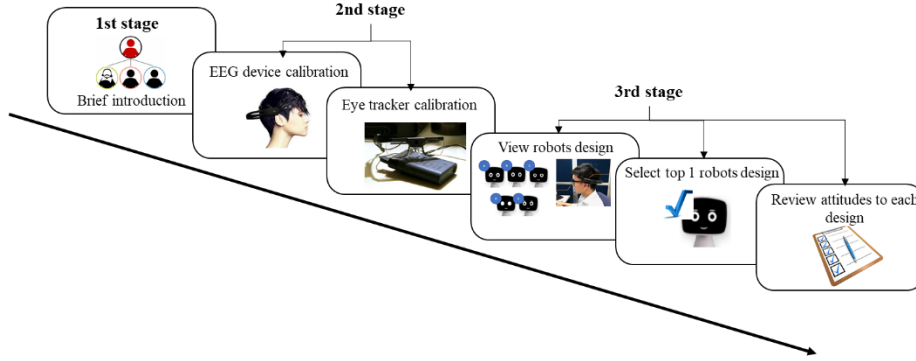 1st stage
Brief introduction
2nd stage
EEG device calibration
Eye tracker calibration
3rd stage
View robots design
Select top 1 robots design
Review attitudes to each
design